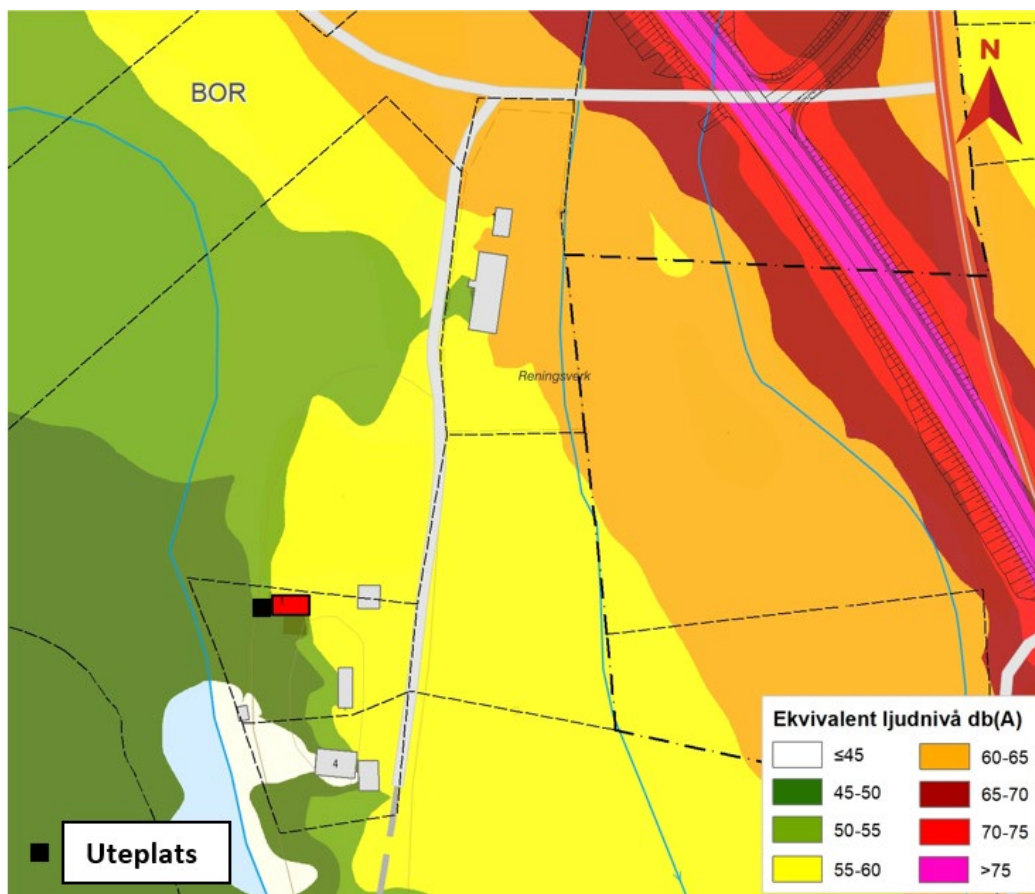 BOR
N
Reningsverk
1
4
Uteplats
Ekvivalent ljudnivå db(A)
≤45
45-50
50-55
55-60
60-65
65-70
70-75
>75